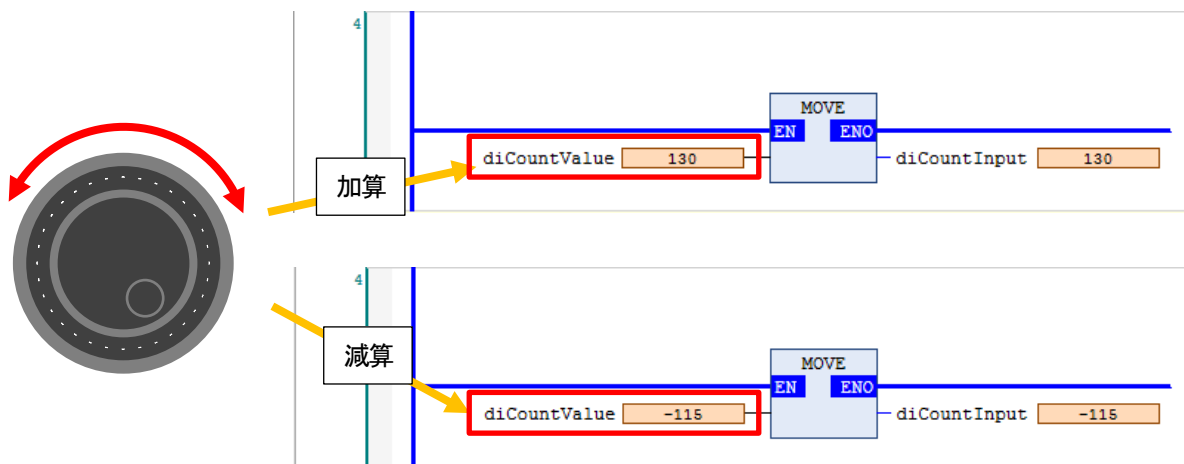 4
MOVE
EN ENO
diCountValue 130
diCountInput 130
加算
4
MOVE
EN ENO
diCountValue -115
diCountInput -115
減算